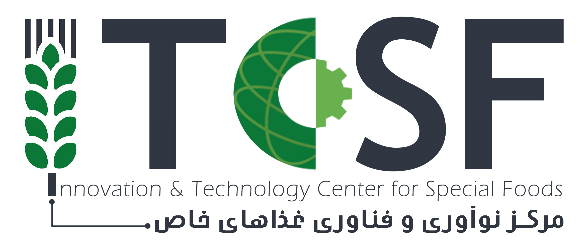 ITCSF
Innovation & Technology Center for Special Foods
مرکز نوآوری و فناوری غذاهای خاص